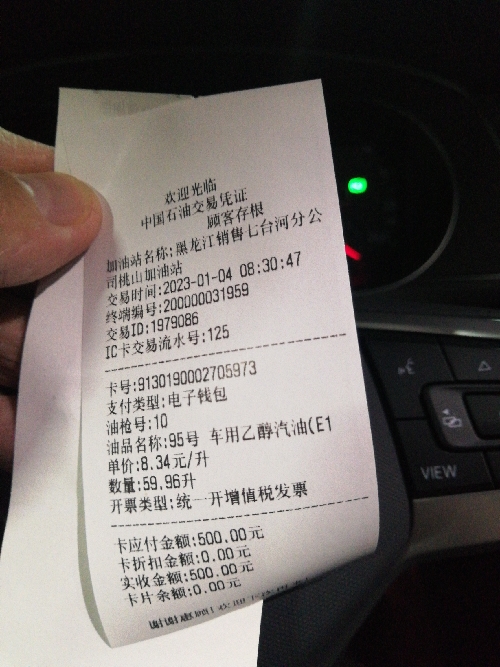 欢迎光临
中国石油交易凭证
顾客存根
加油站名称:黑龙江销售七台河分公
司桃山加油站
交易时间:2023-01-04 08:30:47
终端编号:200000031959
交易ID:1979086
IC卡交易流水号:125
卡号:9130190002705973
支付类型:电子钱包
油枪号:10
油品名称:95号 车用乙醇汽油(E1
单价:8.34元/升
数量:59.96升
开票类型:统一开增值税发票
卡应付金额:500.00元
卡折扣金额:0.00元
实收金额:500.00元
卡片余额:0.00元
VIEW